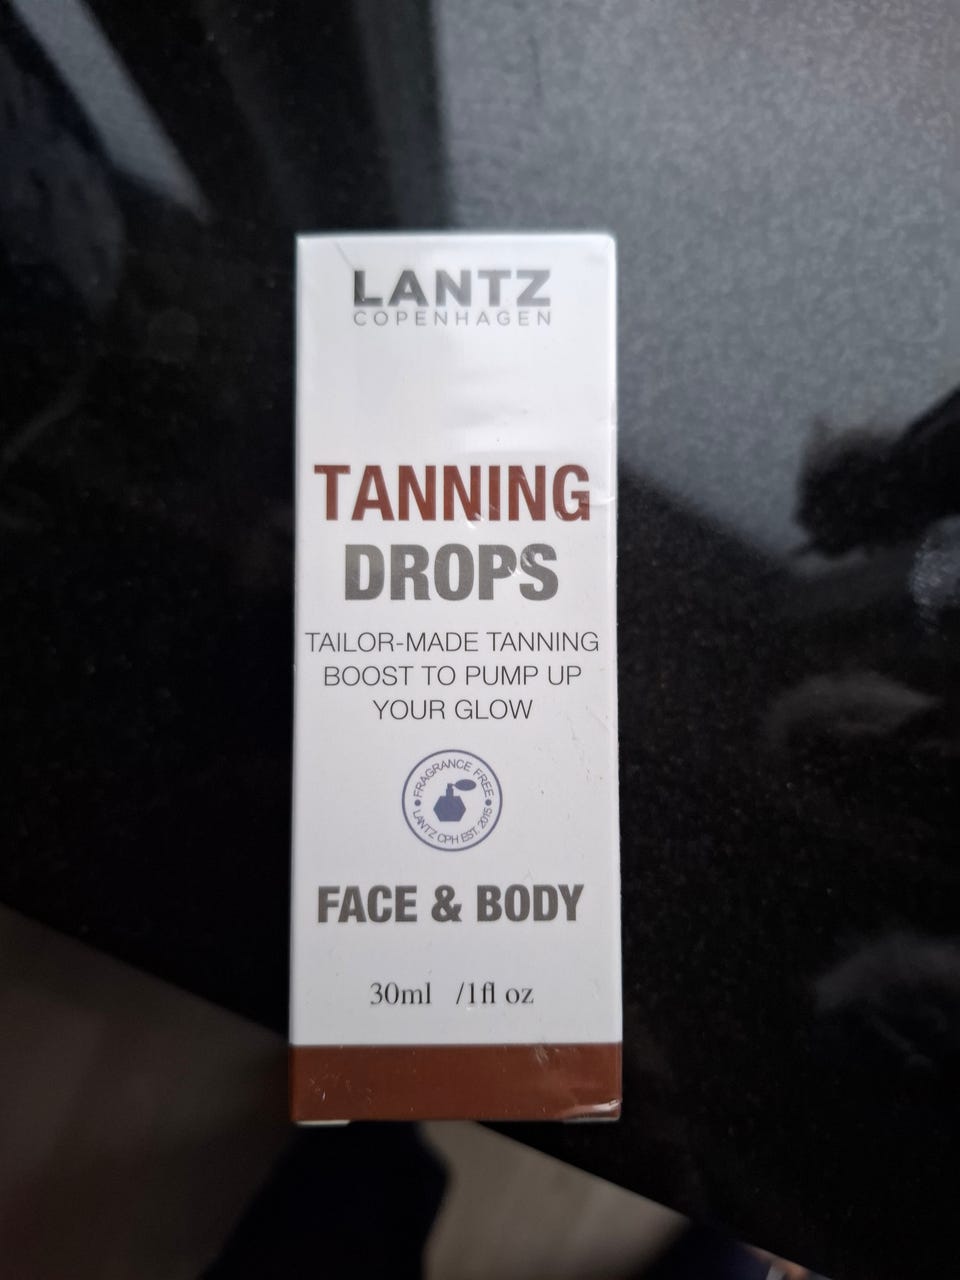 LANTZ
COPENHAGEN
TANNING
DROPS
TAILOR-MADE TANNING
BOOST TO PUMP UP
YOUR GLOW
FRAGRANCE FREE
LANTZ CPH EST. 2015
FACE & BODY
30ml /1fl oz